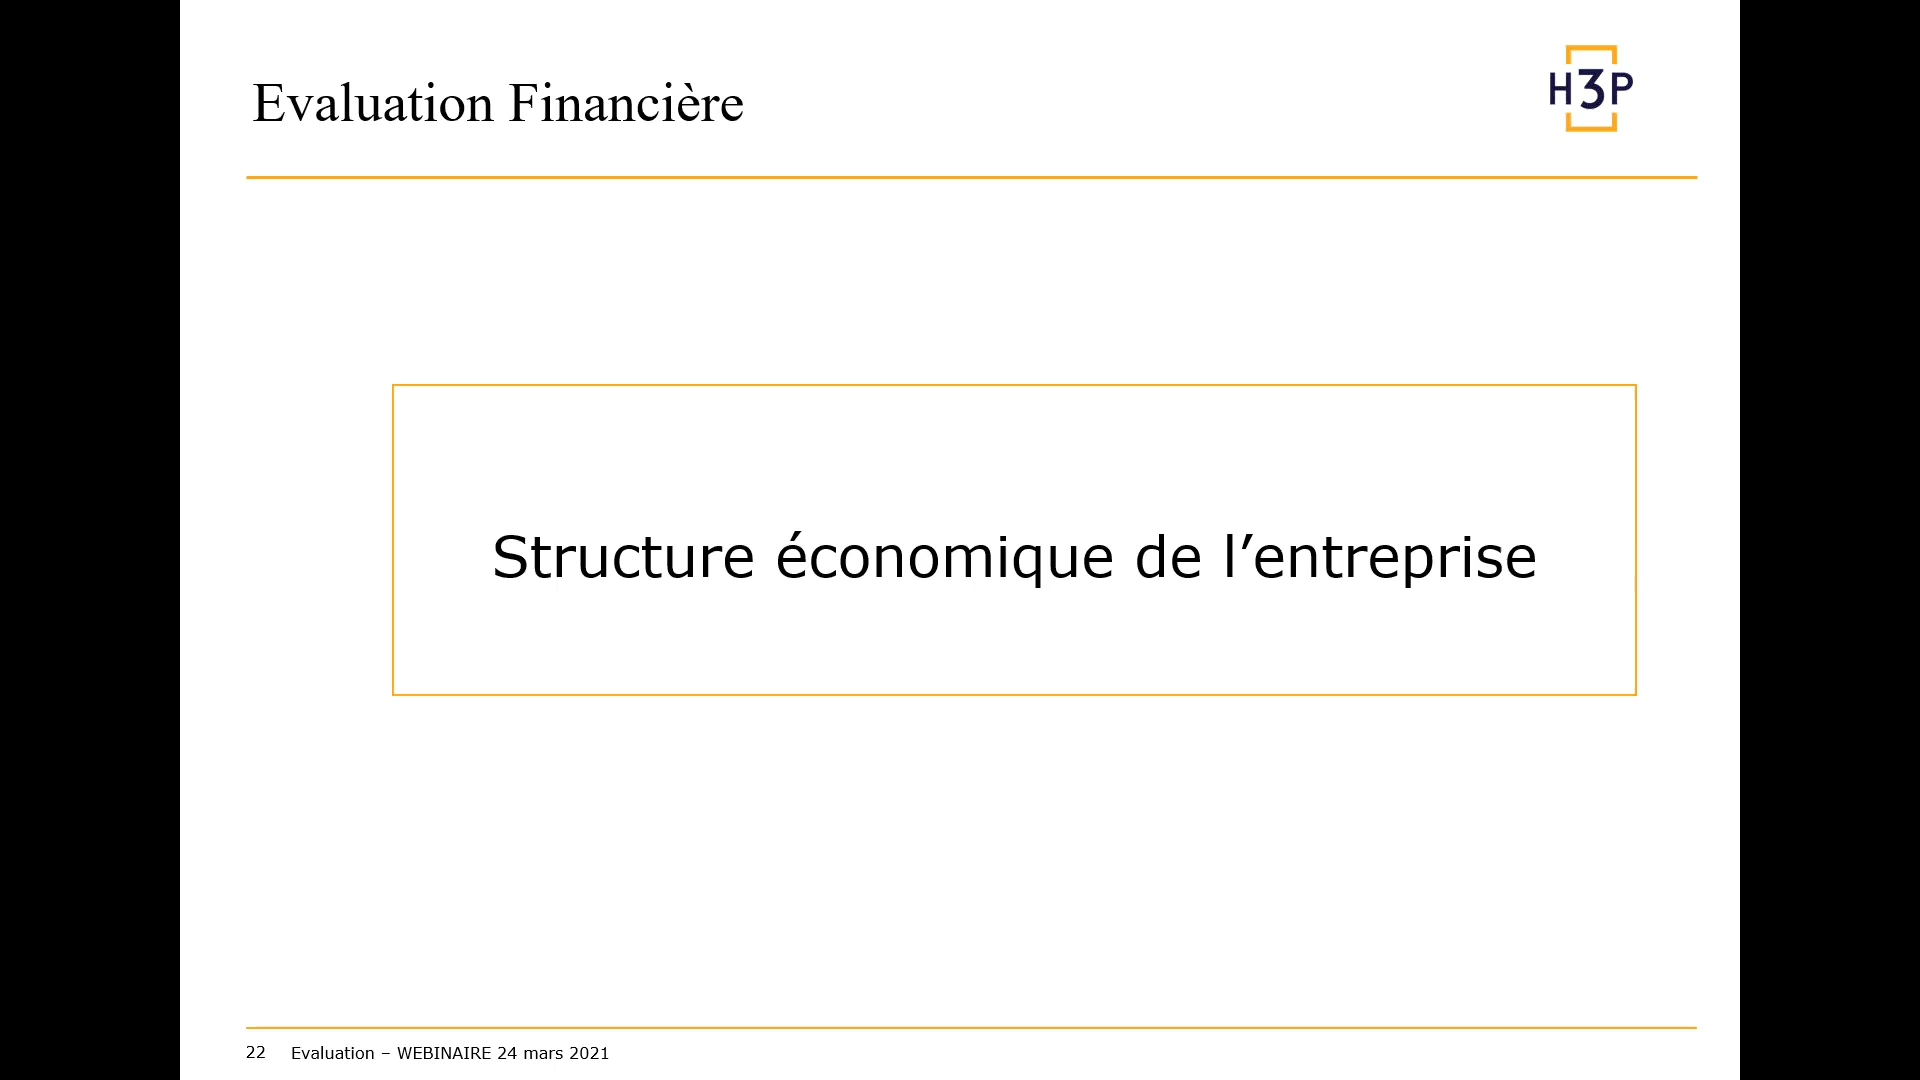 Evaluation Financière
H3P
Structure économique de l’entreprise
22 Evaluation – WEBINAIRE 24 mars 2021